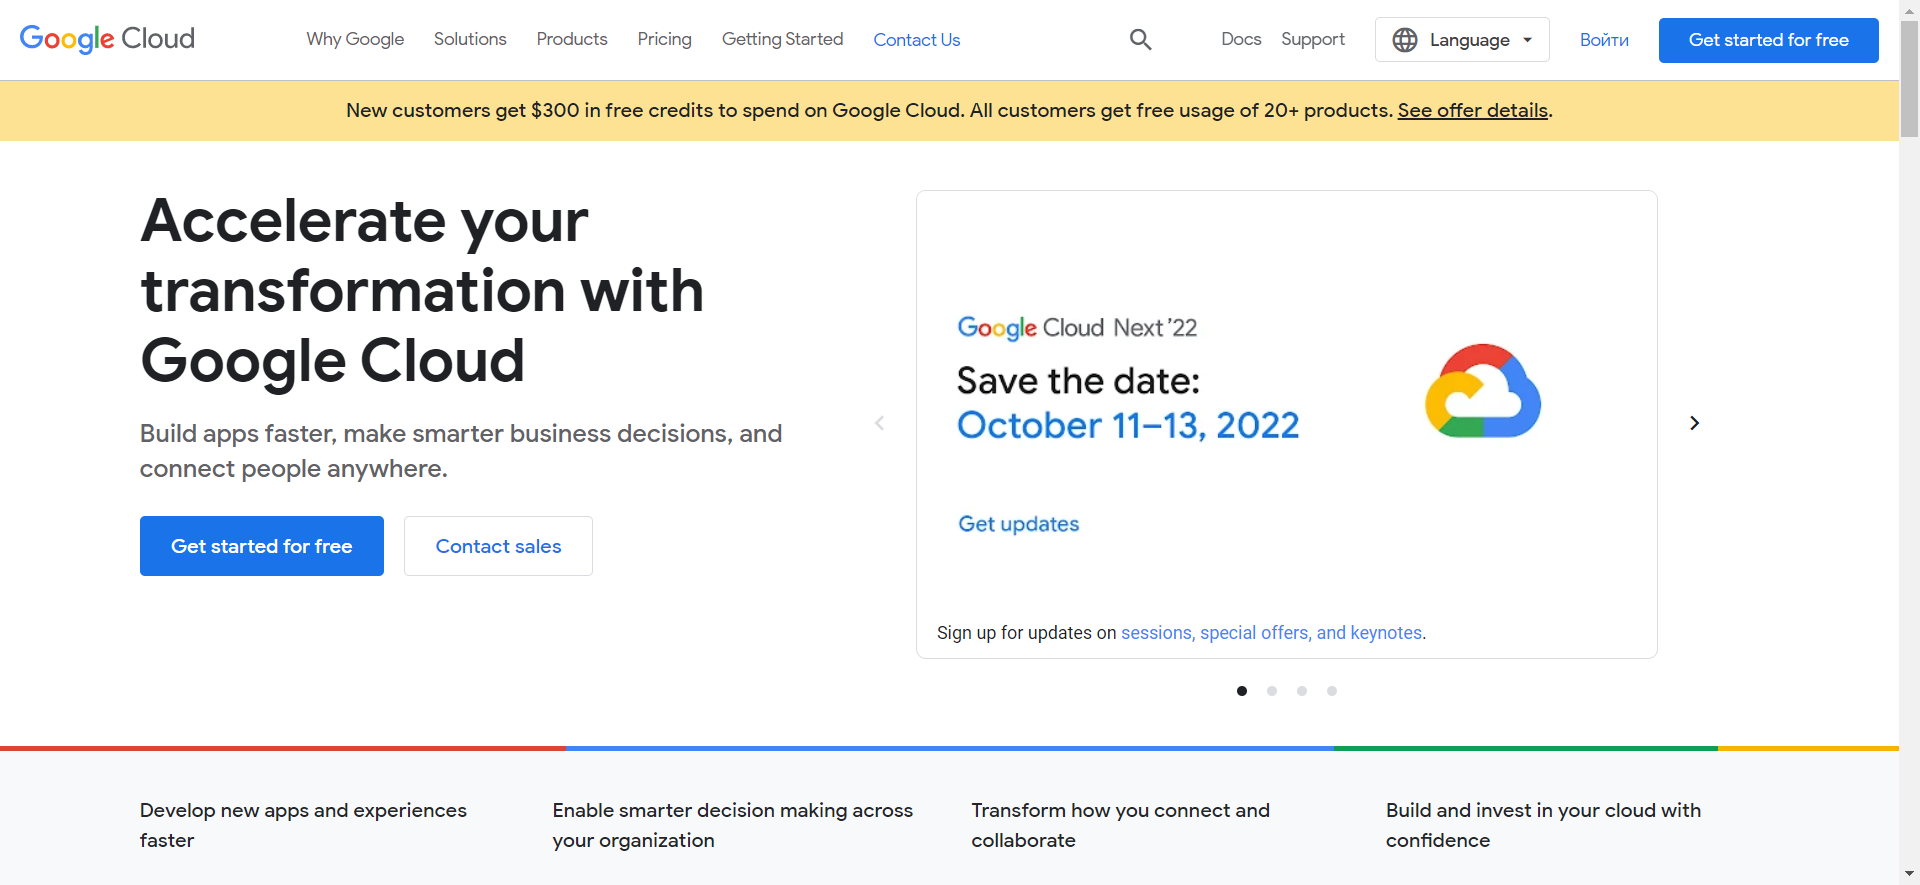 Google Cloud
Why Google
Solutions
Products
Pricing
Getting Started
Contact Us
Docs
Support
Language
Войти
Get started for free
New customers get $300 in free credits to spend on Google Cloud. All customers get free usage of 20+ products. See offer details.
Accelerate your
transformation with
Google Cloud
Build apps faster, make smarter business decisions, and
connect people anywhere.
Get started for free
Contact sales
Google Cloud Next ’22
Save the date:
October 11–13, 2022
Get updates
Sign up for updates on sessions, special offers, and keynotes.
Develop new apps and experiences
faster
Enable smarter decision making across
your organization
Transform how you connect and
collaborate
Build and invest in your cloud with
confidence